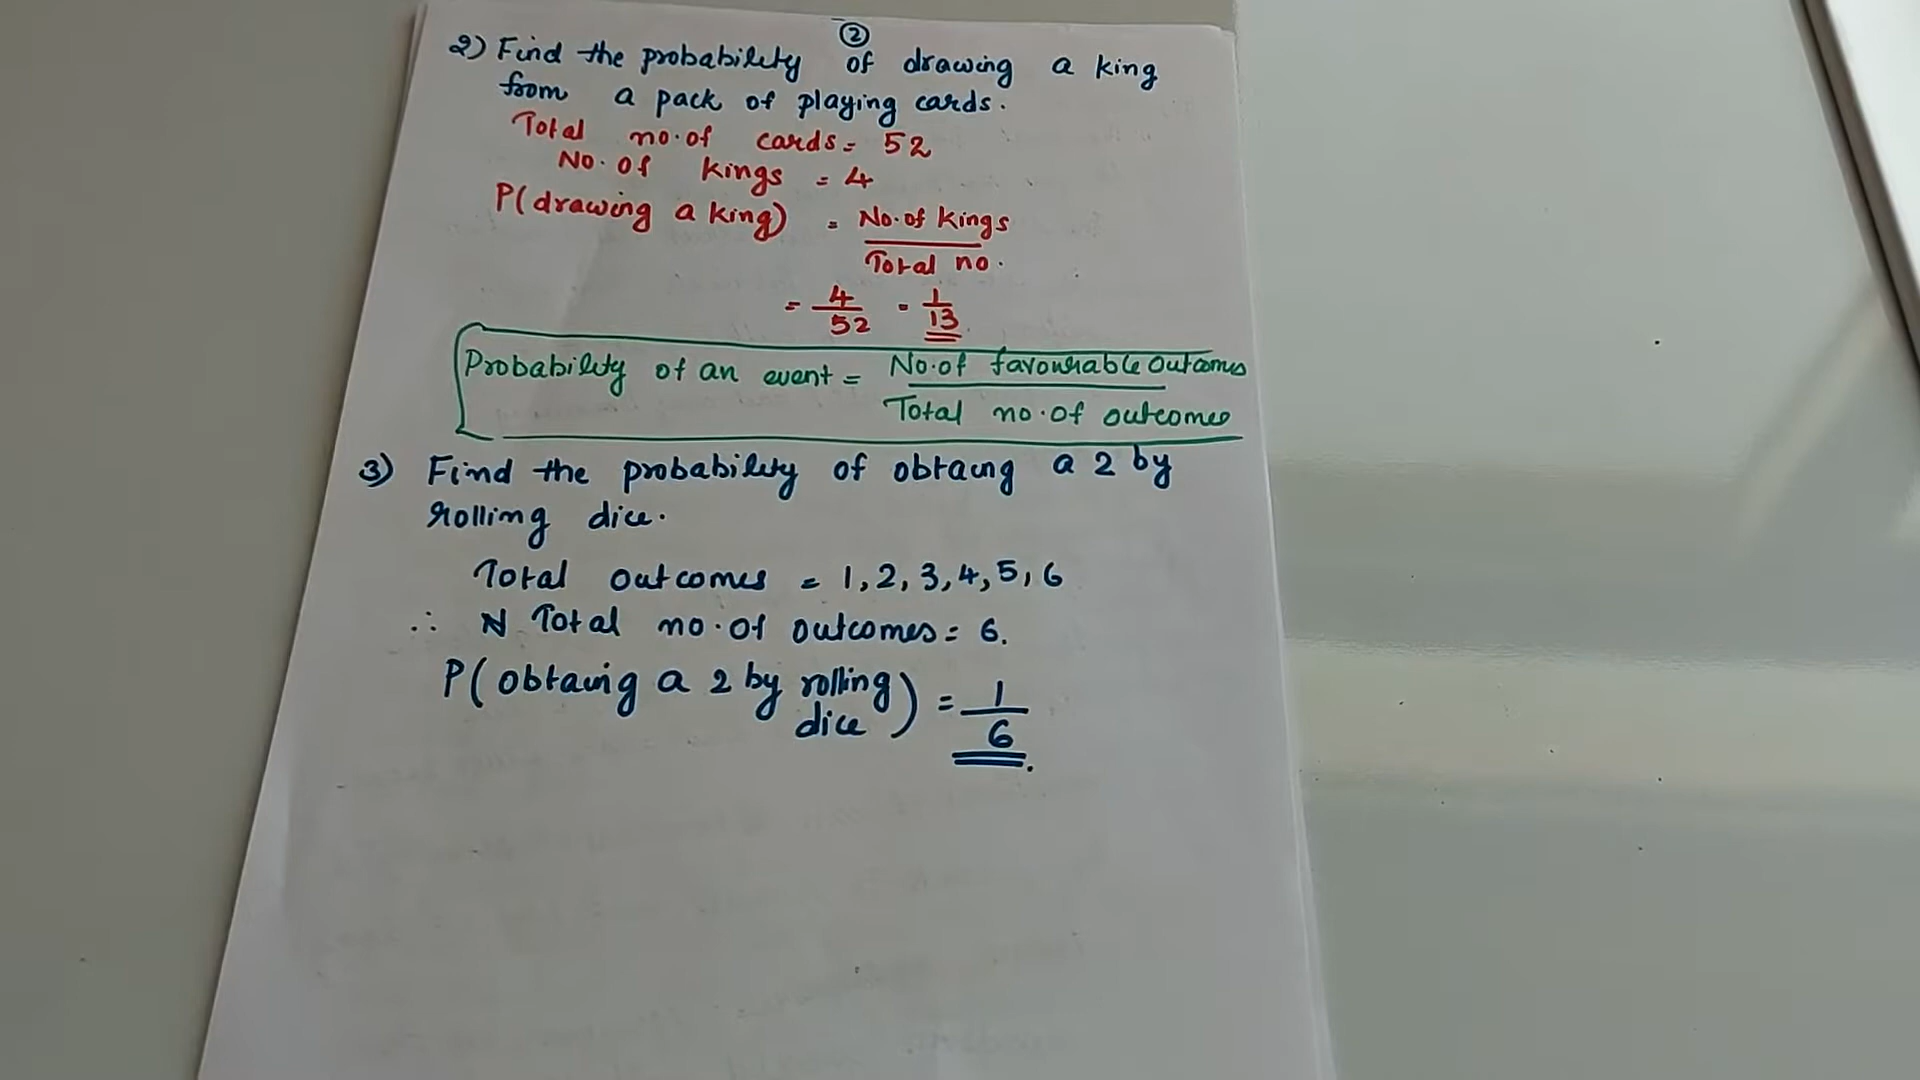 ②
2) Find the probability of drawing a king
from a pack of playing cards.
Total no.of cards = 52
No. of kings = 4
P(drawing a king) = No.of kings
Total no.
= 4/52 = 1/13
Probability of an event = No.of favourable outcomes
Total no.of outcomes
3) Find the probability of obtaing a 2 by
rolling dice.
Total outcomes = 1,2,3,4,5,6
∴ N Total no.of outcomes = 6.
P( obtaing a 2 by rolling dice ) = 1/6.